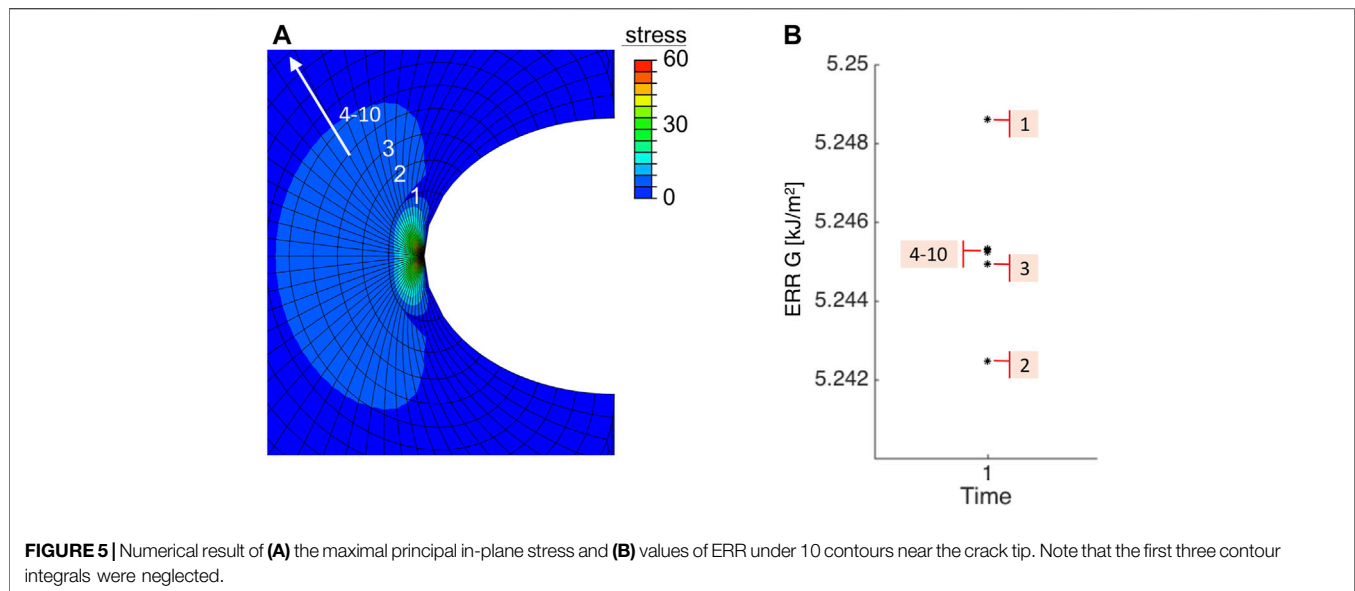 A
stress
60
30
0
4-10
3
2
1
B
5.25
5.248
5.246
5.244
5.242
ERR G [kJ/m²]
1
4-10
3
2
1
Time
FIGURE 5 | Numerical result of (A) the maximal principal in-plane stress and (B) values of ERR under 10 contours near the crack tip. Note that the first three contour
integrals were neglected.